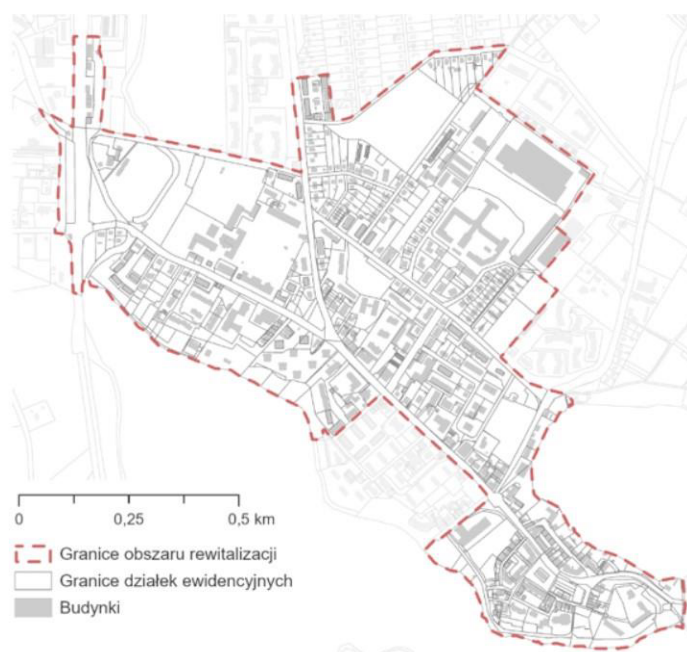 0 0,25 0,5 km
Granice obszaru rewitalizacji
Granice działek ewidencyjnych
Budynki